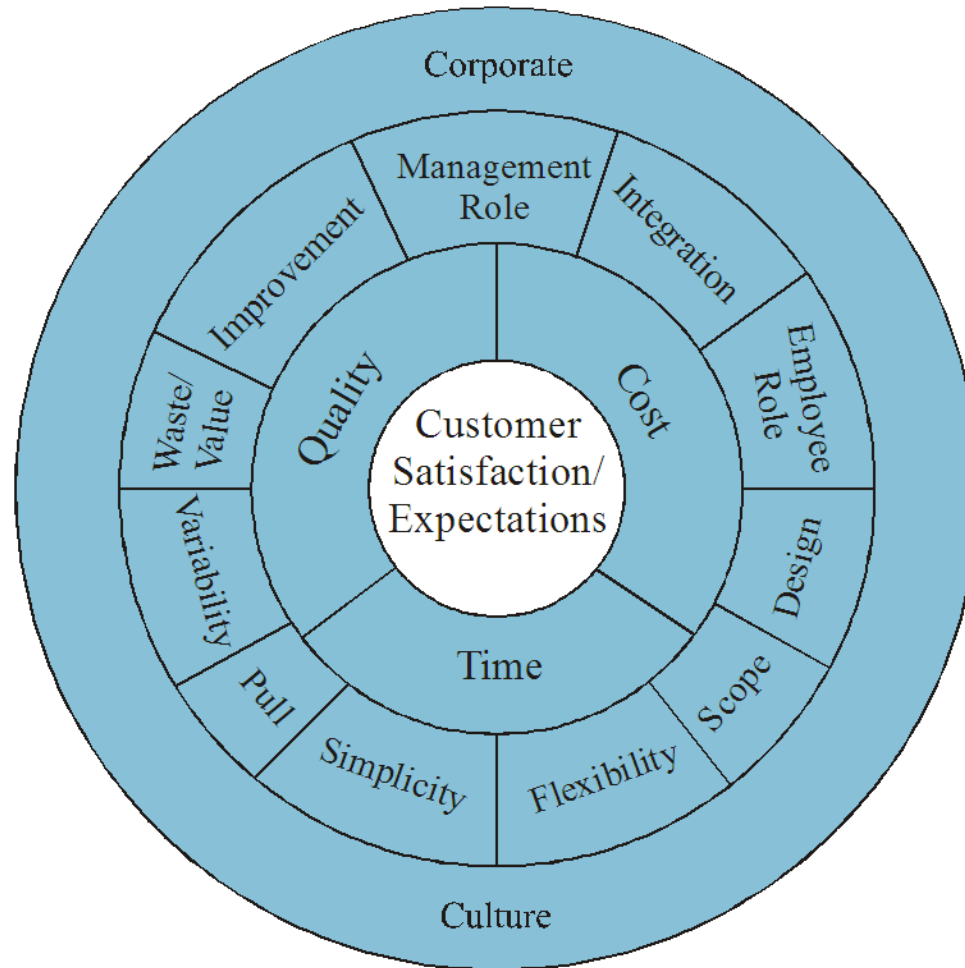 Corporate
Management
Role
Integration
Employee
Role
Design
Scope
Flexibility
Simplicity
Pull
Variability
Waste/
Value
Improvement
Quality
Cost
Time
Customer
Satisfaction/
Expectations
Culture